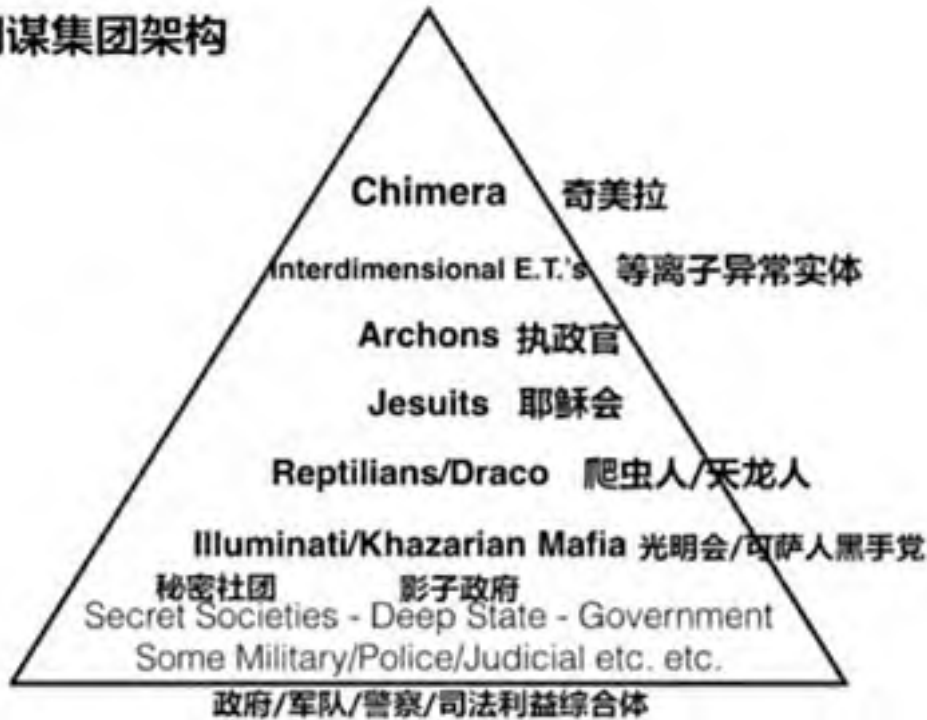 谋集团架构
Chimera 奇美拉
Interdimensional E.T.'s 等离子异常实体
Archons 执政官
Jesuits 耶稣会
Reptilians/Draco 爬虫人/天龙人
Illuminati/Khazarian Mafia 光明会/可萨人黑手党
秘密社团 影子政府
Secret Societies - Deep State - Government
Some Military/Police/Judicial etc. etc.
政府/军队/警察/司法利益综合体